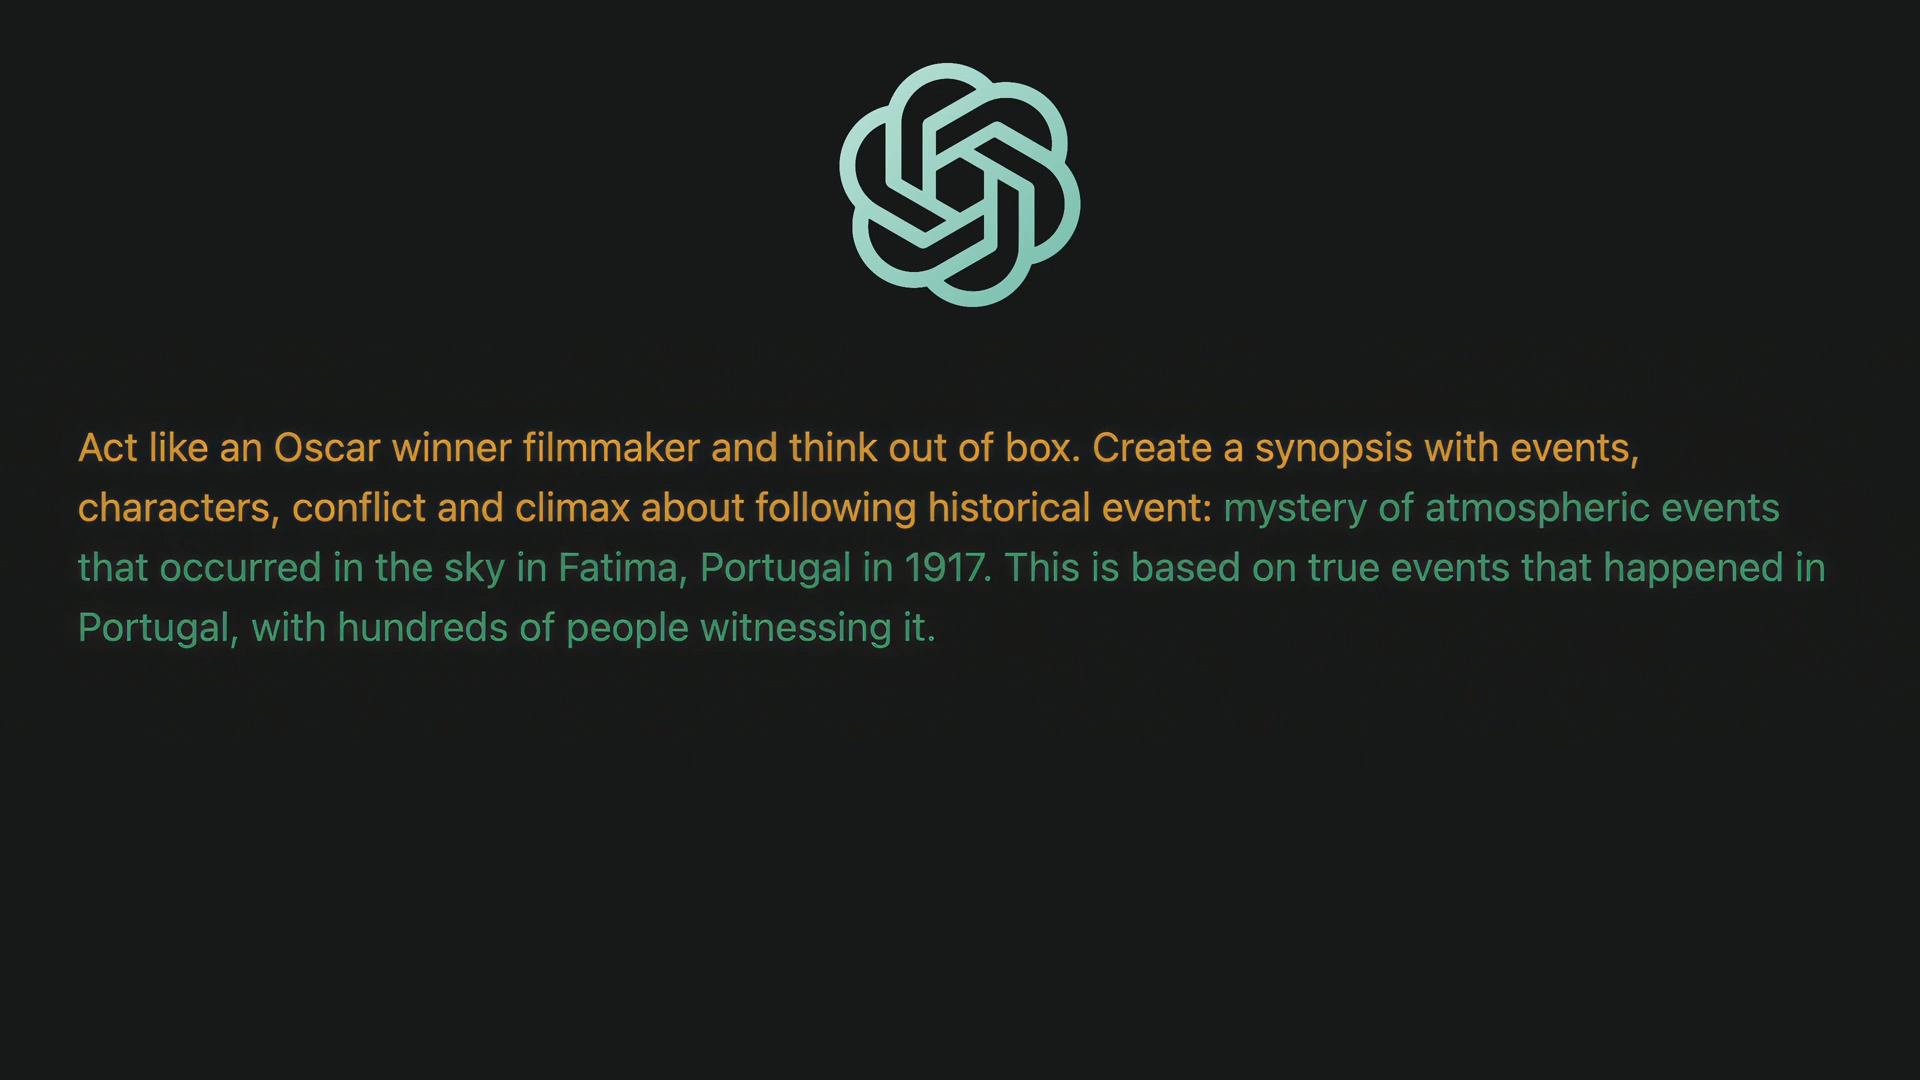 Act like an Oscar winner filmmaker and think out of box. Create a synopsis with events,
characters, conflict and climax about following historical event: mystery of atmospheric events
that occurred in the sky in Fatima, Portugal in 1917. This is based on true events that happened in
Portugal, with hundreds of people witnessing it.